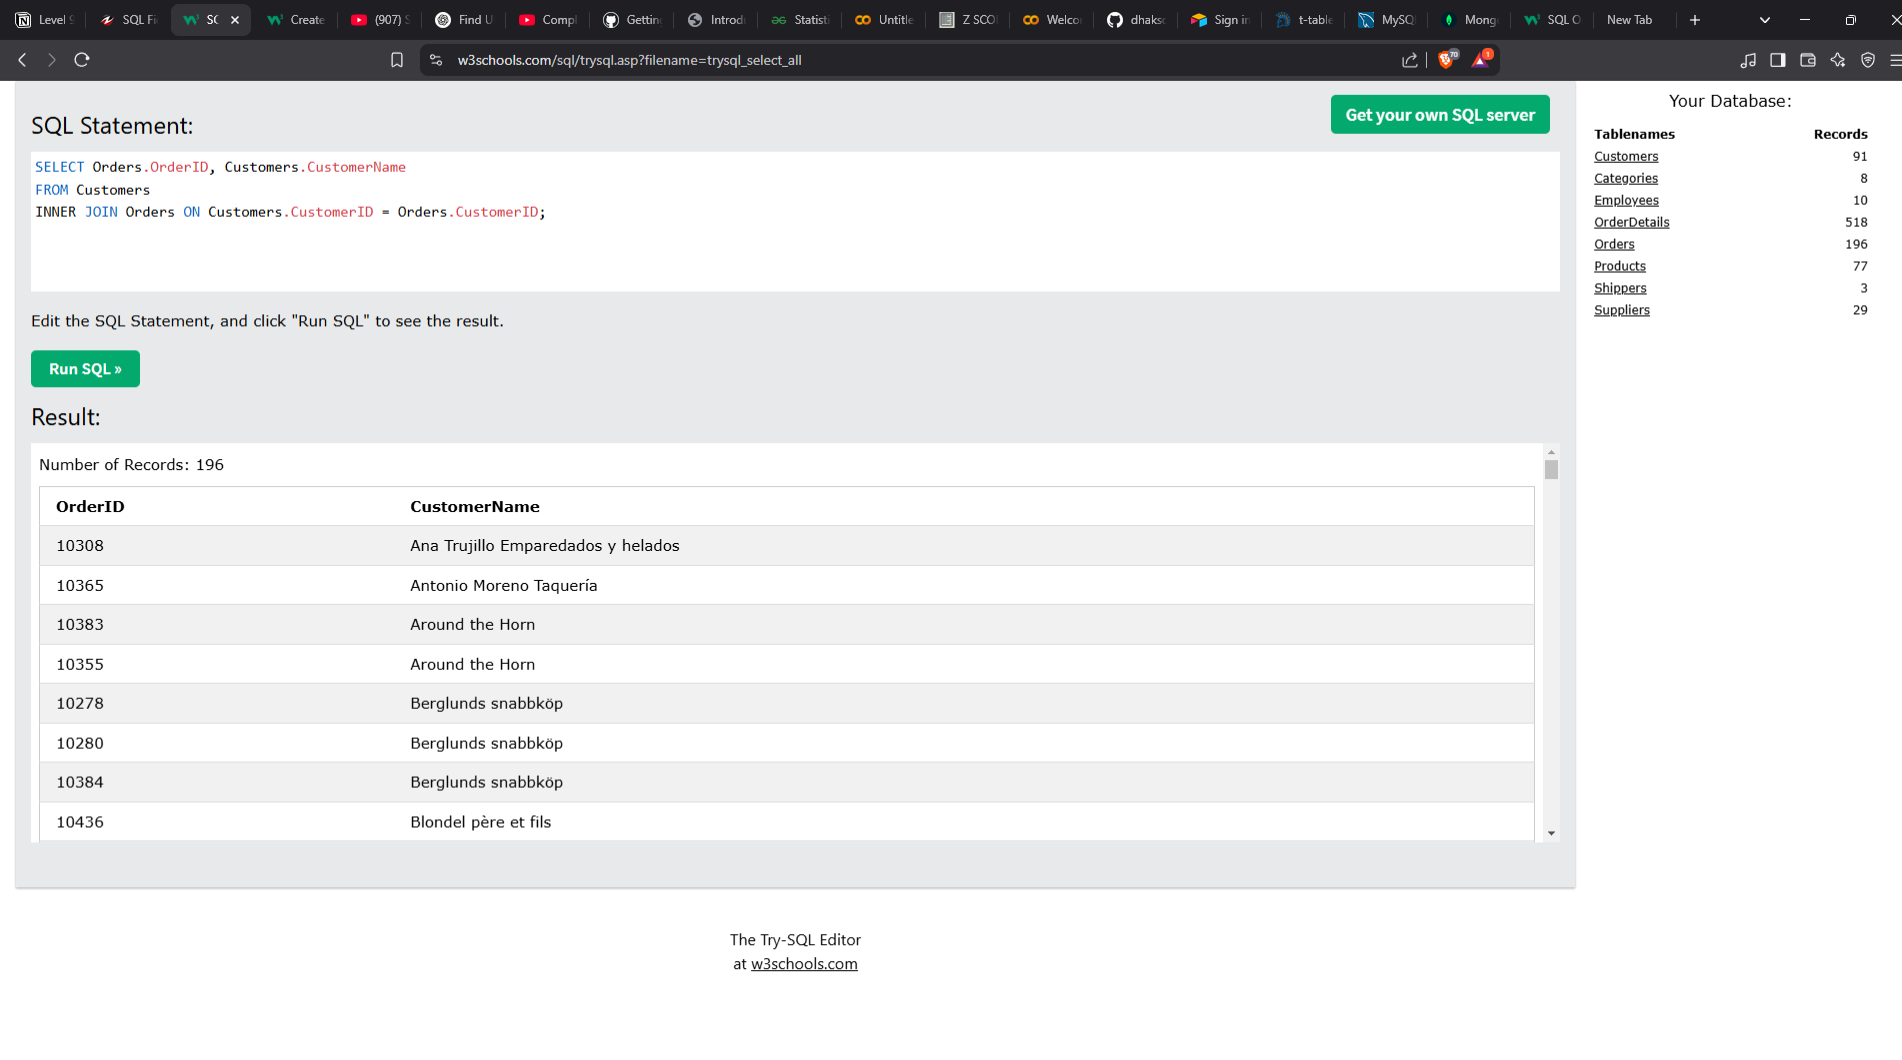 Level 9
SQL Fi
SC
Create
(907) S
Find U
Compl
Getting
Introdu
Statisti
Untitle
Z SCO
Welco
dhaks
Sign in
t-table
MySQ
Mong
SQL O
New Tab
w3schools.com/sql/trysql.asp?filename=trysql_select_all
70
1
SQL Statement:
Get your own SQL server
SELECT Orders.OrderID, Customers.CustomerName
FROM Customers
INNER JOIN Orders ON Customers.CustomerID = Orders.CustomerID;
Edit the SQL Statement, and click "Run SQL" to see the result.
Run SQL »
Result:
Number of Records: 196
OrderID CustomerName
10308 Ana Trujillo Emparedados y helados
10365 Antonio Moreno Taquería
10383 Around the Horn
10355 Around the Horn
10278 Berglunds snabbköp
10280 Berglunds snabbköp
10384 Berglunds snabbköp
10436 Blondel père et fils
Your Database:
Tablenames Records
Customers 91
Categories 8
Employees 10
OrderDetails 518
Orders 196
Products 77
Shippers 3
Suppliers 29
The Try-SQL Editor
at w3schools.com